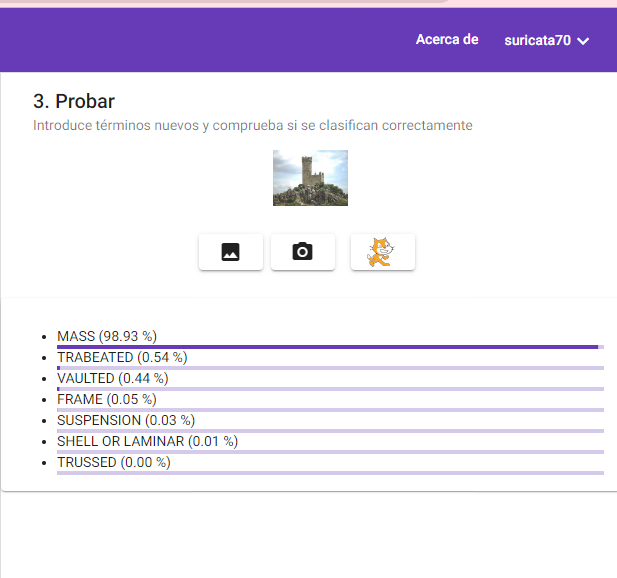 Acerca de suricata70
3. Probar
Introduce términos nuevos y comprueba si se clasifican correctamente
MASS (98.93 %)
TRABEATED (0.54 %)
VAULTED (0.44 %)
FRAME (0.05 %)
SUSPENSION (0.03 %)
SHELL OR LAMINAR (0.01 %)
TRUSSED (0.00 %)